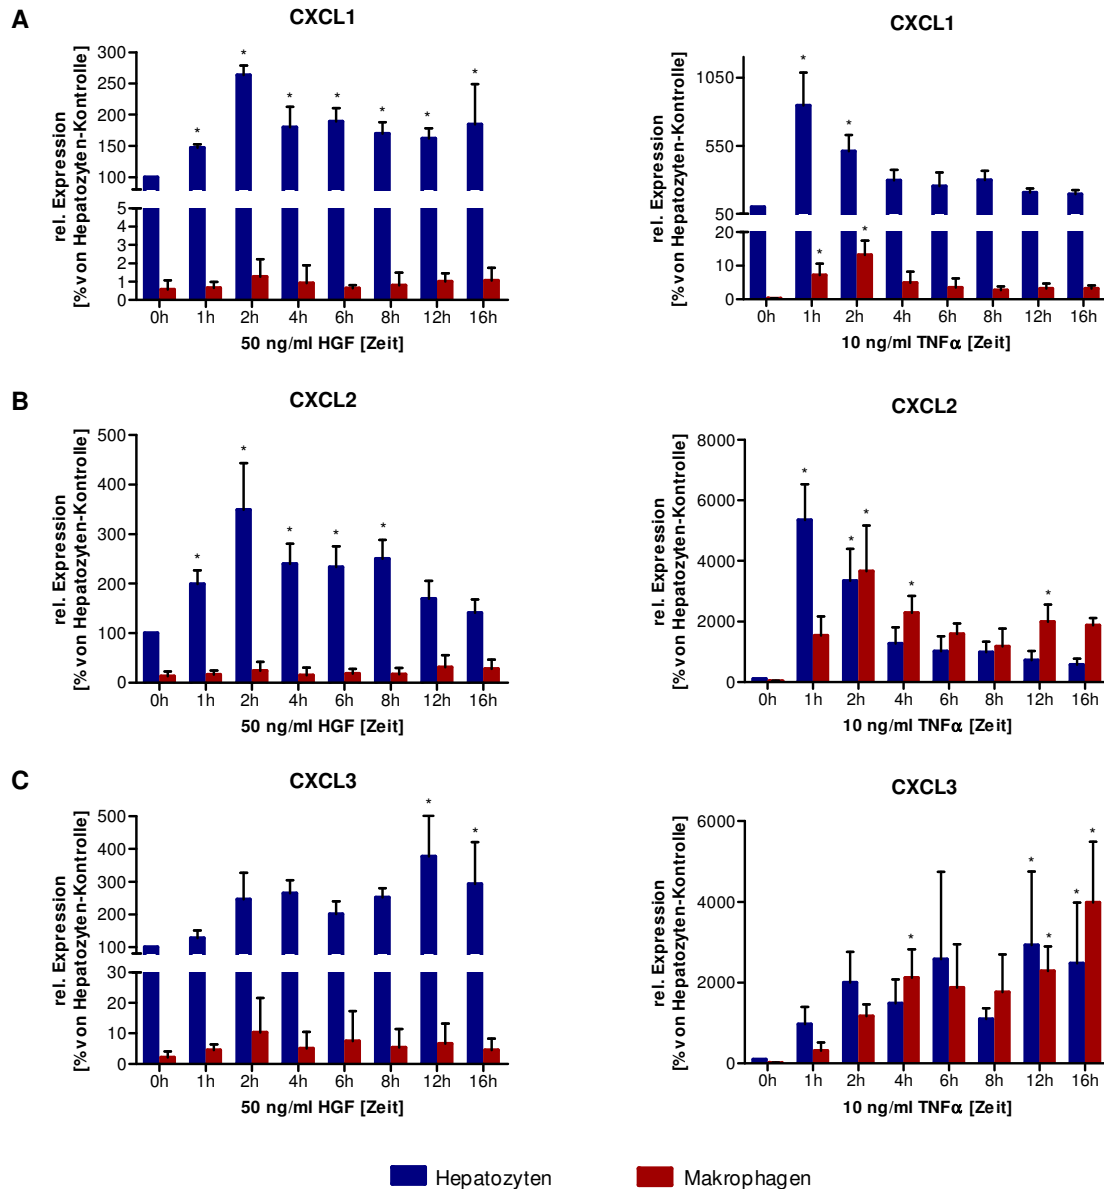 A
CXCL1
rel. Expression
[% von Hepatozyten-Kontrolle]
300
250
200
150
100
5
4
3
2
1
0
* * * * * * *
0h 1h 2h 4h 6h 8h 12h 16h
50 ng/ml HGF [Zeit]
CXCL1
rel. Expression
[% von Hepatozyten-Kontrolle]
1050
550
50
20
10
0
* *
* *
0h 1h 2h 4h 6h 8h 12h 16h
10 ng/ml TNFα [Zeit]
B
CXCL2
rel. Expression
[% von Hepatozyten-Kontrolle]
500
400
300
200
100
0
* * * * *
0h 1h 2h 4h 6h 8h 12h 16h
50 ng/ml HGF [Zeit]
CXCL2
rel. Expression
[% von Hepatozyten-Kontrolle]
8000
6000
4000
2000
0
* * * * *
0h 1h 2h 4h 6h 8h 12h 16h
10 ng/ml TNFα [Zeit]
C
CXCL3
rel. Expression
[% von Hepatozyten-Kontrolle]
500
400
300
200
100
30
20
10
0
* *
0h 1h 2h 4h 6h 8h 12h 16h
50 ng/ml HGF [Zeit]
CXCL3
rel. Expression
[% von Hepatozyten-Kontrolle]
6000
4000
2000
0
* * * * *
0h 1h 2h 4h 6h 8h 12h 16h
10 ng/ml TNFα [Zeit]
Hepatozyten
Makrophagen